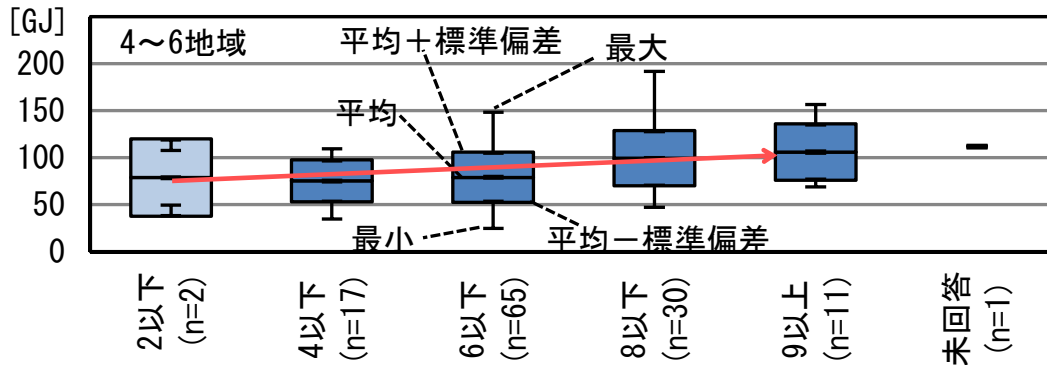 [GJ]
4～6地域
平均＋標準偏差
最大
平均
最小
平均－標準偏差
200
150
100
50
0
2以下
(n=2)
4以下
(n=17)
6以下
(n=65)
8以下
(n=30)
9以上
(n=11)
未回答
(n=1)